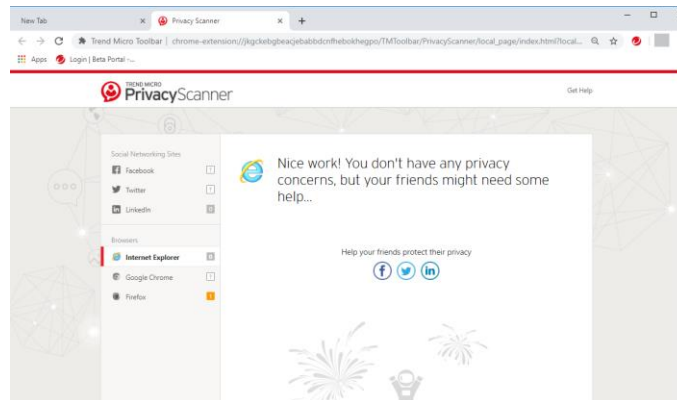 New Tab
Privacy Scanner
Trend Micro Toolbar | chrome-extension://jkgckebgbeacjebabbdcnfhebokhegpo/TMToolbar/PrivacyScanner/local_page/index.html?local...
Apps
Login | Beta Portal -...
TREND MICRO
PrivacyScanner
Get Help
Social Networking Sites
Facebook ?
Twitter ?
LinkedIn 0
Browsers
Internet Explorer 0
Google Chrome ?
Firefox
Nice work! You don't have any privacy
concerns, but your friends might need some
help...
Help your friends protect their privacy